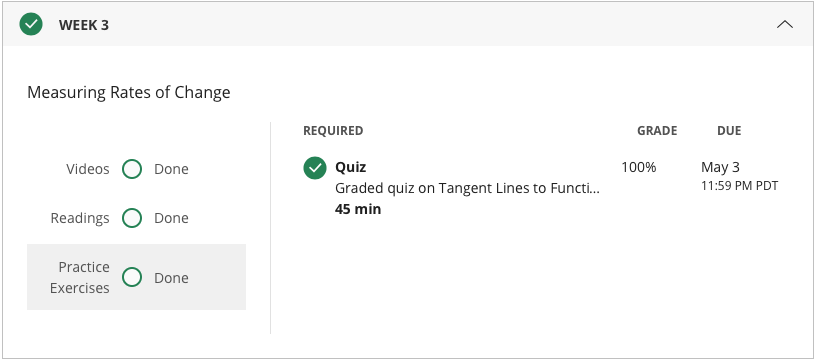 WEEK 3
Measuring Rates of Change
Videos Done
Readings Done
Practice
Exercises Done
REQUIRED GRADE DUE
Quiz 100% May 3
Graded quiz on Tangent Lines to Functi... 11:59 PM PDT
45 min